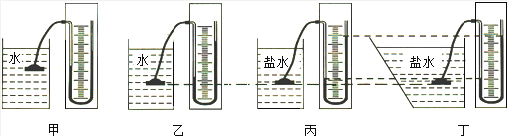 水 水 盐水 盐水
甲 乙 丙 丁